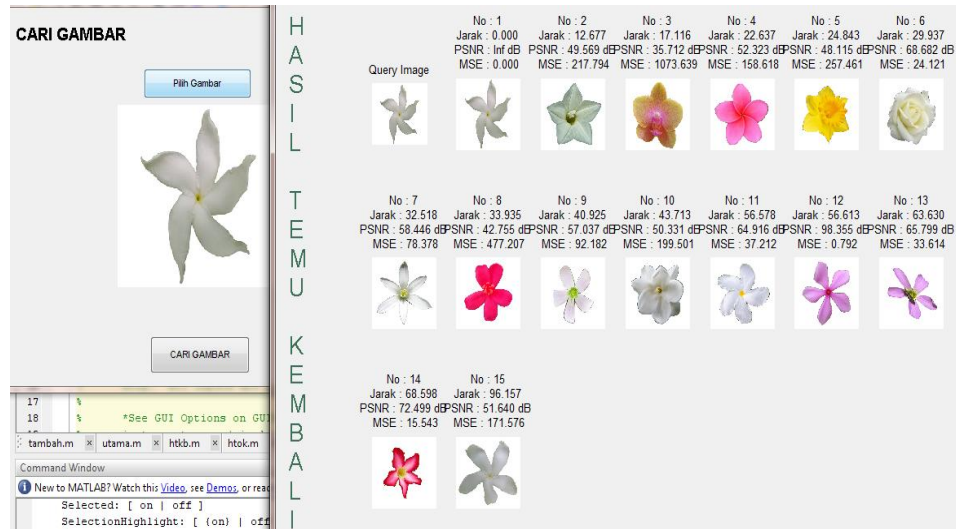 CARI GAMBAR
Pilih Gambar
CARI GAMBAR
17 %
18 % *See GUI Options on GUI
tambah.m × utama.m × htkb.m × htok.m
Command Window
New to MATLAB? Watch this Video, see Demos, or read
Selected: [ on | off ]
SelectionHighlight: [ {on} | off
HASIL TEMU KEMBALI
Query Image
No : 1
Jarak : 0.000
PSNR : Inf dB
MSE : 0.000
No : 2
Jarak : 12.677
PSNR : 49.569 dB
MSE : 217.794
No : 3
Jarak : 17.116
PSNR : 35.712 dB
MSE : 1073.639
No : 4
Jarak : 22.637
PSNR : 52.323 dB
MSE : 158.618
No : 5
Jarak : 24.843
PSNR : 48.115 dB
MSE : 257.461
No : 6
Jarak : 29.937
PSNR : 68.682 dB
MSE : 24.121
No : 7
Jarak : 32.518
PSNR : 58.446 dB
MSE : 78.378
No : 8
Jarak : 33.935
PSNR : 42.755 dB
MSE : 477.207
No : 9
Jarak : 40.925
PSNR : 57.037 dB
MSE : 92.182
No : 10
Jarak : 43.713
PSNR : 50.331 dB
MSE : 199.501
No : 11
Jarak : 56.578
PSNR : 64.916 dB
MSE : 37.212
No : 12
Jarak : 56.613
PSNR : 98.355 dB
MSE : 0.792
No : 13
Jarak : 63.630
PSNR : 65.799 dB
MSE : 33.614
No : 14
Jarak : 68.598
PSNR : 72.499 dB
MSE : 15.543
No : 15
Jarak : 96.157
PSNR : 51.640 dB
MSE : 171.576